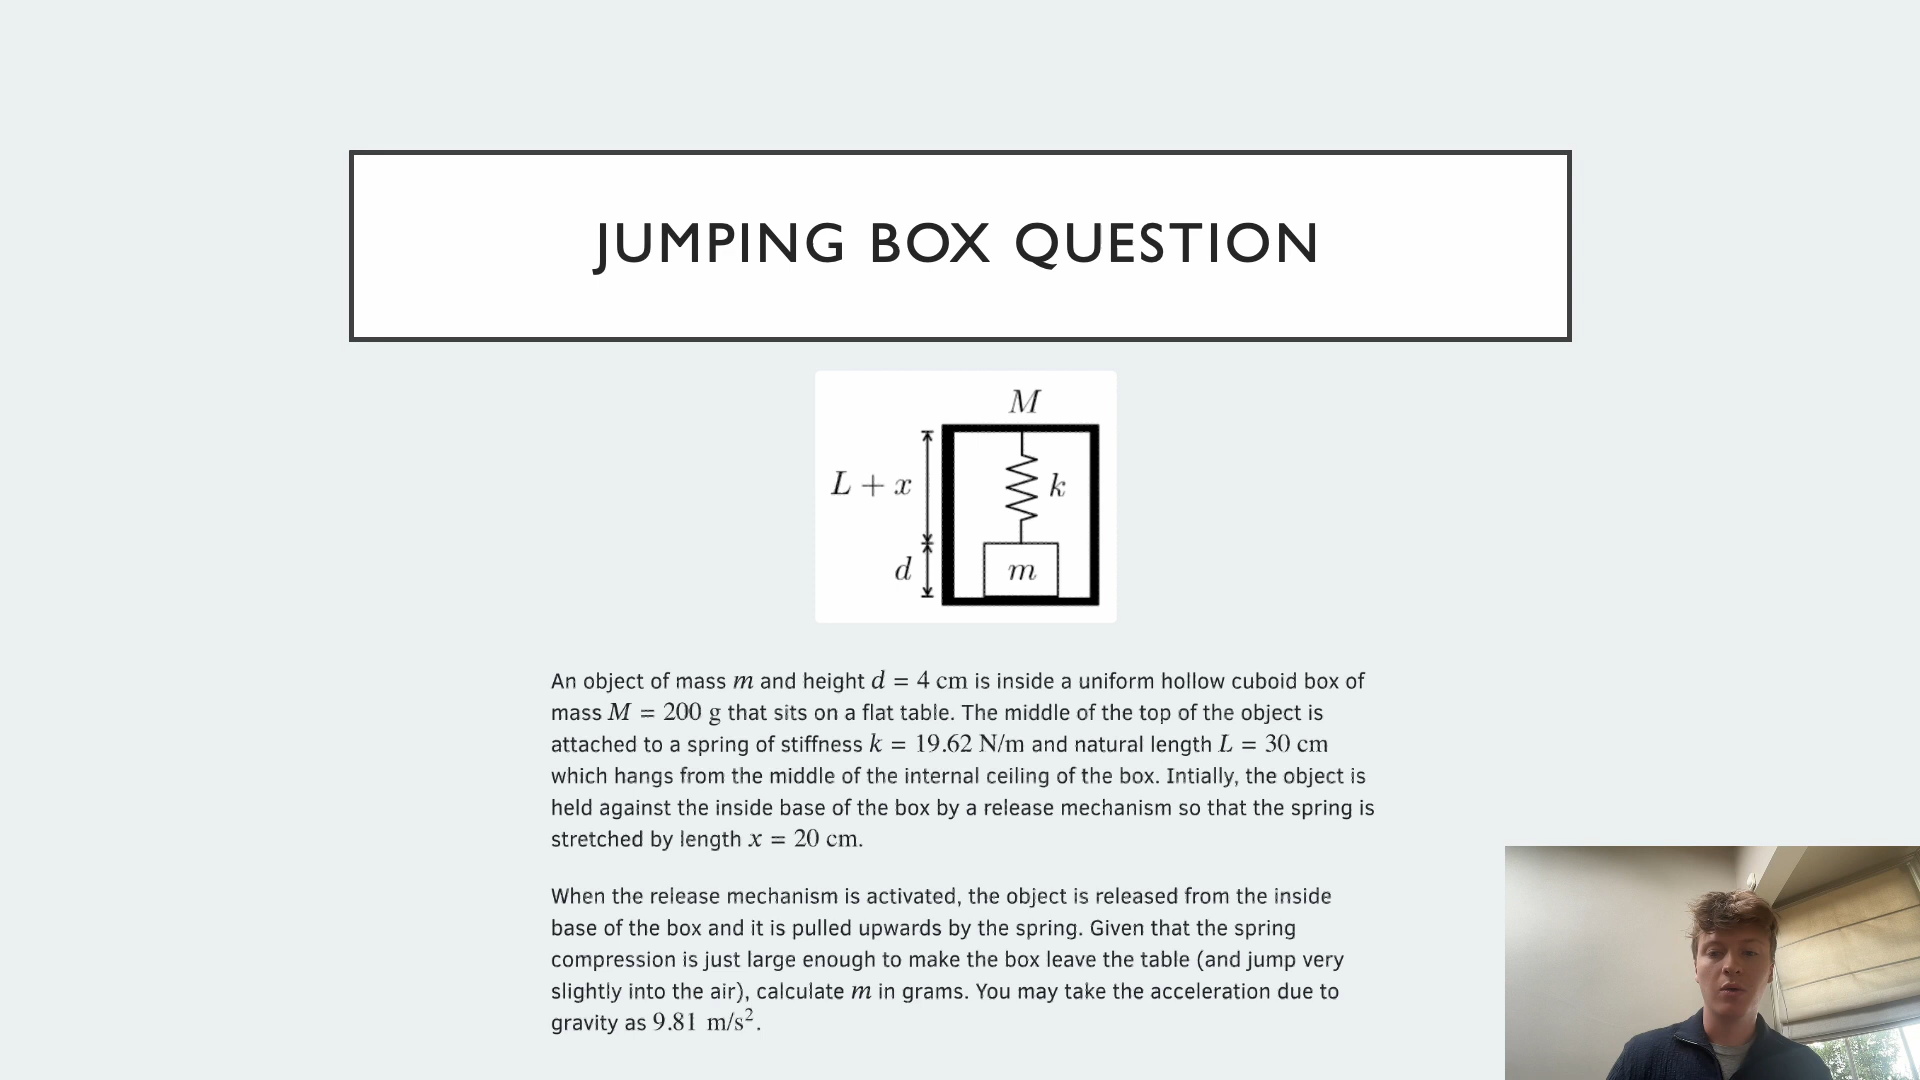 JUMPING BOX QUESTION
M
L + x
k
d
m
An object of mass m and height d = 4 cm is inside a uniform hollow cuboid box of
mass M = 200 g that sits on a flat table. The middle of the top of the object is
attached to a spring of stiffness k = 19.62 N/m and natural length L = 30 cm
which hangs from the middle of the internal ceiling of the box. Intially, the object is
held against the inside base of the box by a release mechanism so that the spring is
stretched by length x = 20 cm.
When the release mechanism is activated, the object is released from the inside
base of the box and it is pulled upwards by the spring. Given that the spring
compression is just large enough to make the box leave the table (and jump very
slightly into the air), calculate m in grams. You may take the acceleration due to
gravity as 9.81 m/s².